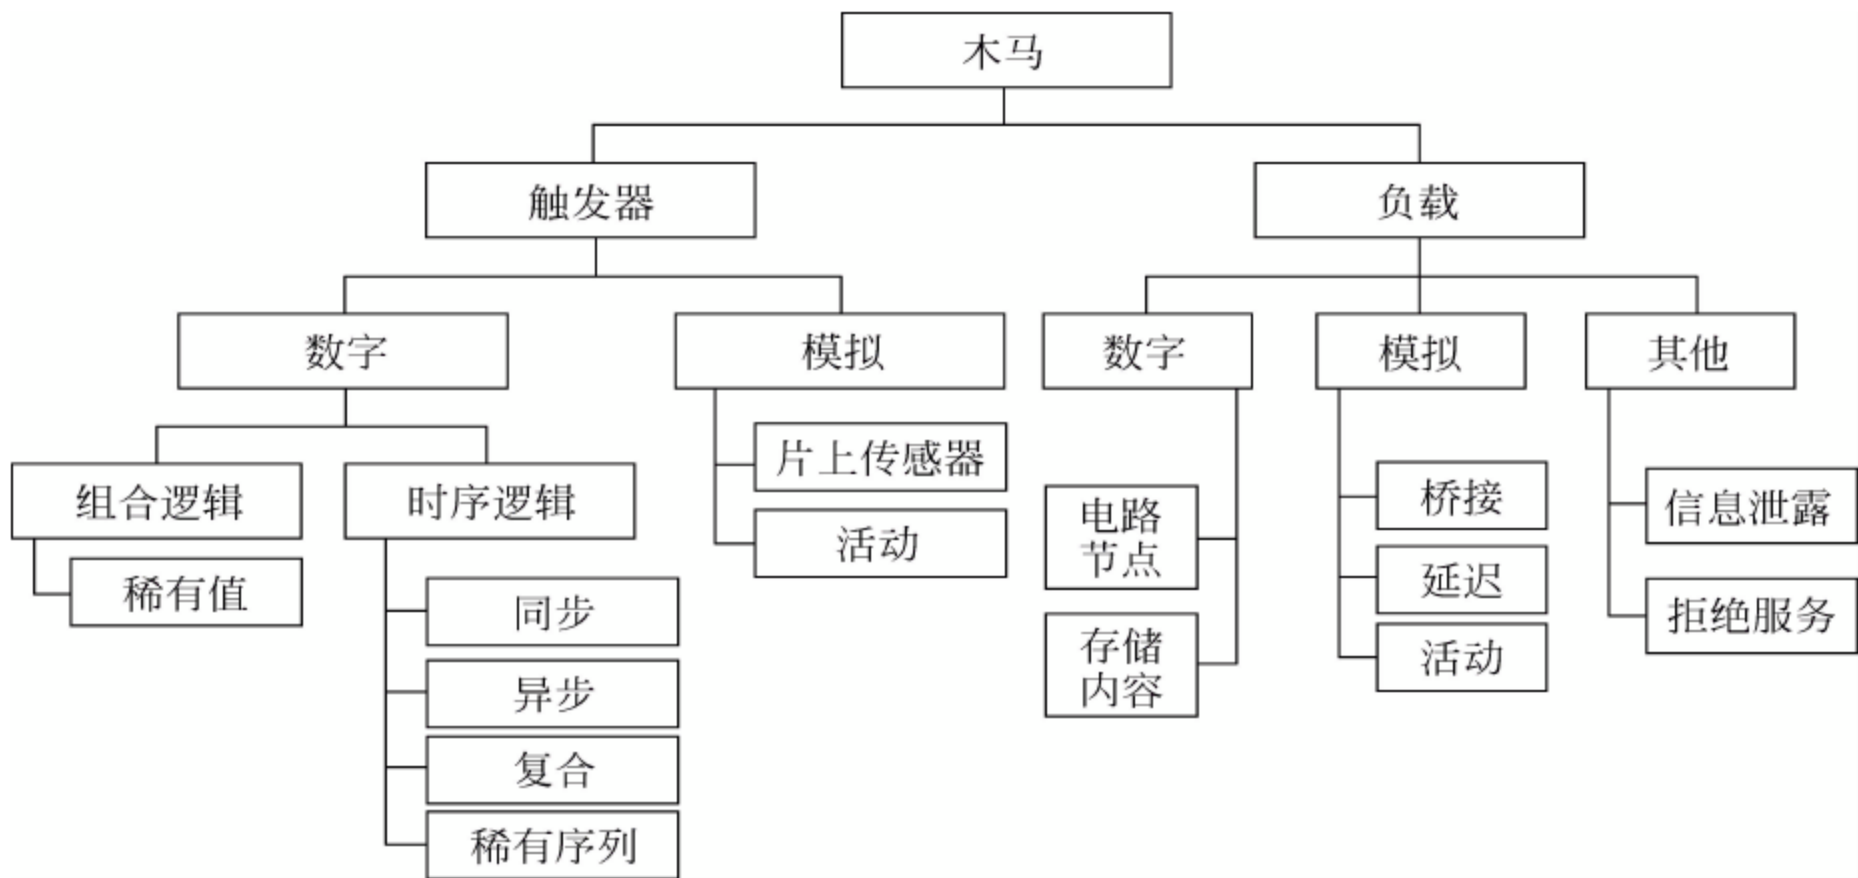 木马
触发器
负载
数字
模拟
数字
模拟
其他
组合逻辑
时序逻辑
片上传感器
活动
稀有值
同步
异步
复合
稀有序列
电路
节点
存储
内容
桥接
延迟
活动
信息泄露
拒绝服务